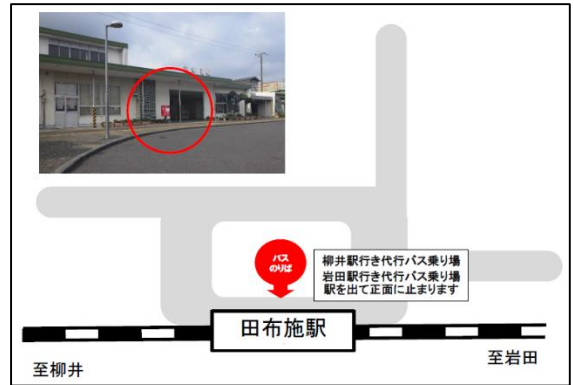 バス
のりば
柳井駅行き代行バス乗り場
岩田駅行き代行バス乗り場
駅を出て正面に止まります
田布施駅
至柳井
至岩田